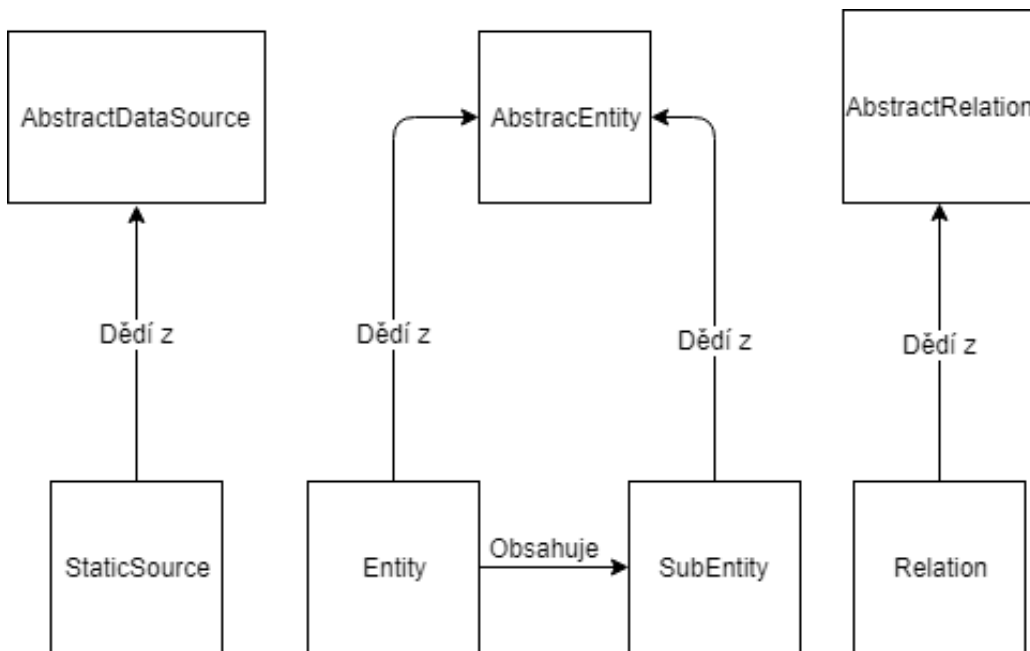 AbstractDataSource
AbstracEntity
AbstractRelation
Dědí z
Dědí z
Dědí z
Dědí z
StaticSource
Entity
Obsahuje
SubEntity
Relation